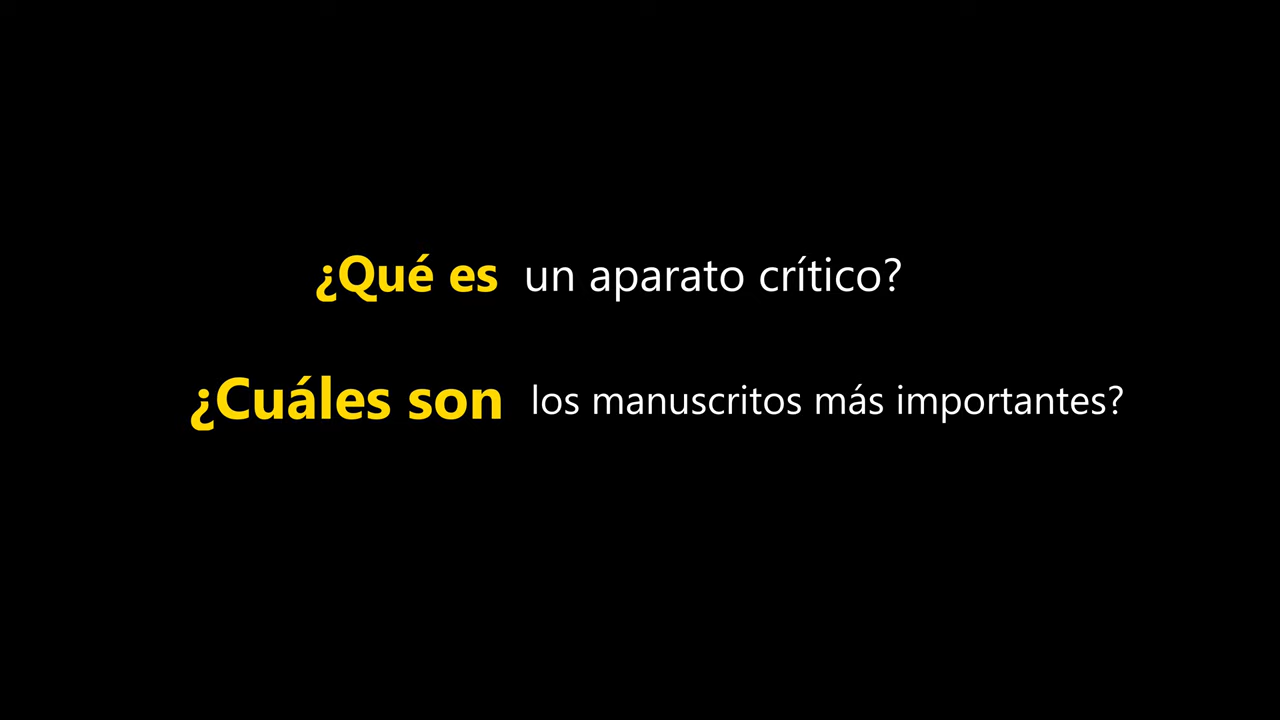 ¿Qué es un aparato crítico?
¿Cuáles son los manuscritos más importantes?